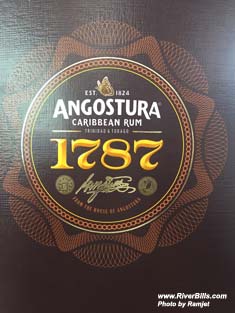 EST. 1824
ANGOSTURA®
CARIBBEAN RUM
TRINIDAD & TOBAGO
1787
FROM THE HOUSE OF ANGOSTURA
www.RiverBills.com
Photo by Ramjet